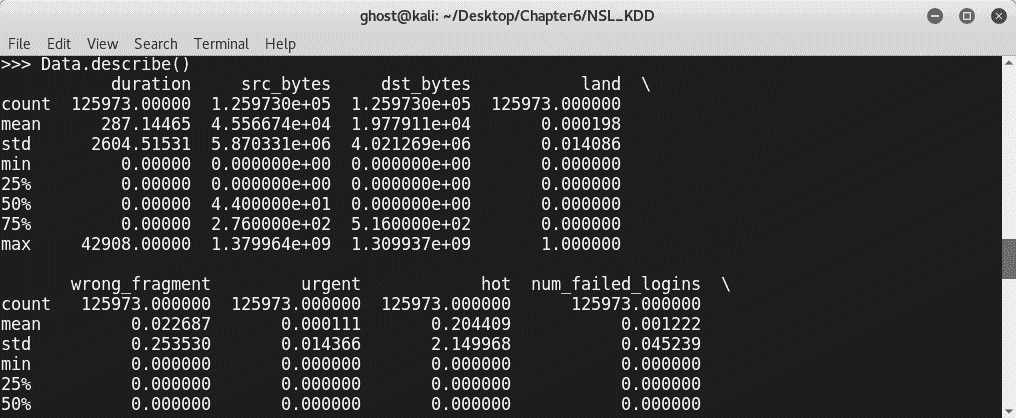 ghost@kali: ~/Desktop/Chapter6/NSL_KDD
File Edit View Search Terminal Help
>>> Data.describe()
duration src_bytes dst_bytes land \
count 125973.00000 1.259730e+05 1.259730e+05 125973.000000
mean 287.14465 4.556674e+04 1.977911e+04 0.000198
std 2604.51531 5.870331e+06 4.021269e+06 0.014086
min 0.00000 0.000000e+00 0.000000e+00 0.000000
25% 0.00000 0.000000e+00 0.000000e+00 0.000000
50% 0.00000 4.400000e+01 0.000000e+00 0.000000
75% 0.00000 2.760000e+02 5.160000e+02 0.000000
max 42908.00000 1.379964e+09 1.309937e+09 1.000000
wrong_fragment urgent hot num_failed_logins \
count 125973.000000 125973.000000 125973.000000 125973.000000
mean 0.022687 0.000111 0.204409 0.001222
std 0.253530 0.014366 2.149968 0.045239
min 0.000000 0.000000 0.000000 0.000000
25% 0.000000 0.000000 0.000000 0.000000
50% 0.000000 0.000000 0.000000 0.000000